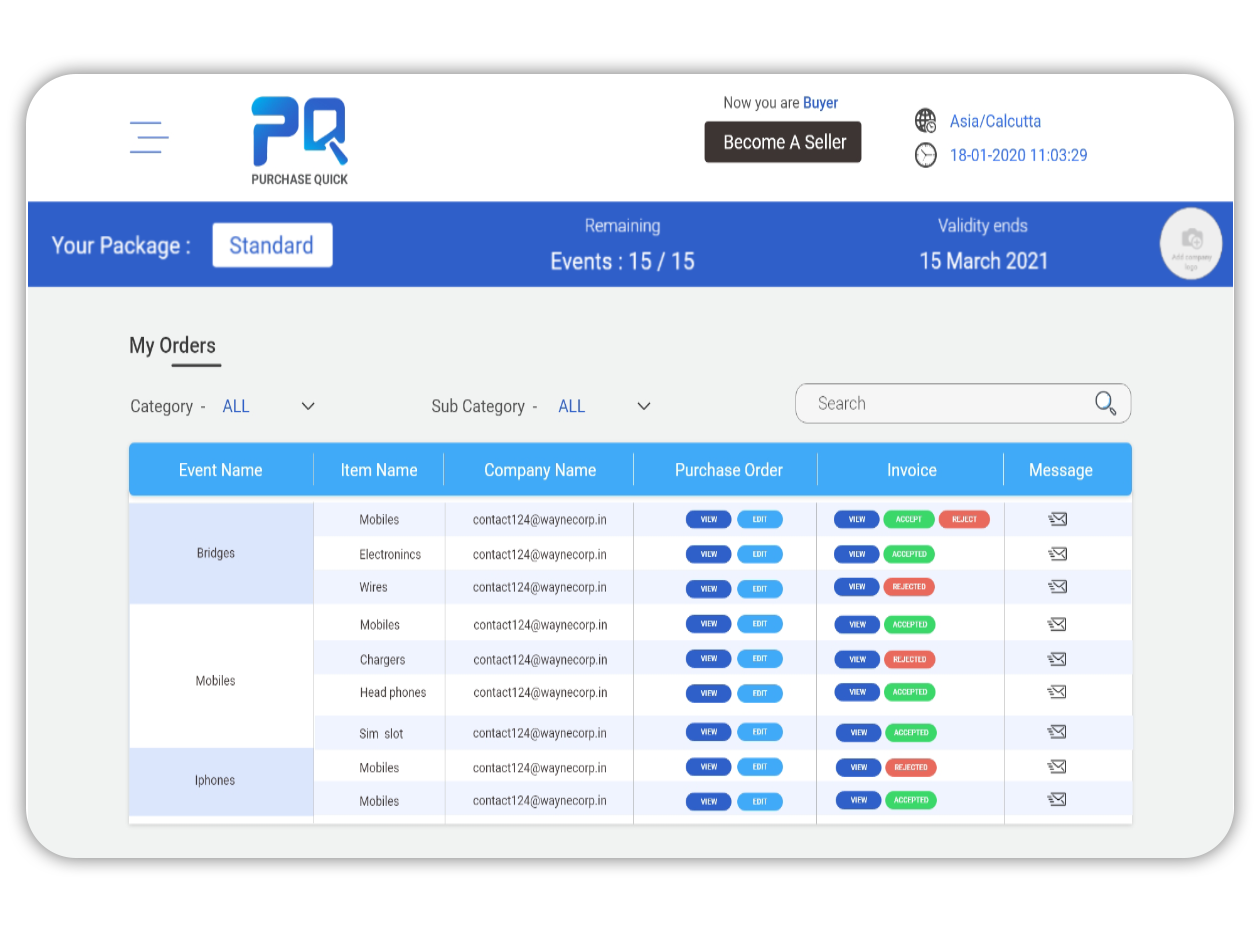 Now you are Buyer
Become A Seller
Asia/Calcutta
18-01-2020 11:03:29
PQ
PURCHASE QUICK
Your Package : Standard
Remaining
Events : 15 / 15
Validity ends
15 March 2021
Add company
logo
My Orders
Category - ALL
Sub Category - ALL
Search
Event Name Item Name Company Name Purchase Order Invoice Message
Bridges
Mobiles contact124@waynecorp.in VIEW EDIT VIEW ACCEPT REJECT
Electronincs contact124@waynecorp.in VIEW EDIT VIEW ACCEPTED
Wires contact124@waynecorp.in VIEW EDIT VIEW REJECTED
Mobiles
Mobiles contact124@waynecorp.in VIEW EDIT VIEW ACCEPTED
Chargers contact124@waynecorp.in VIEW EDIT VIEW REJECTED
Head phones contact124@waynecorp.in VIEW EDIT VIEW ACCEPTED
Sim slot contact124@waynecorp.in VIEW EDIT VIEW ACCEPTED
Iphones
Mobiles contact124@waynecorp.in VIEW EDIT VIEW REJECTED
Mobiles contact124@waynecorp.in VIEW EDIT VIEW ACCEPTED